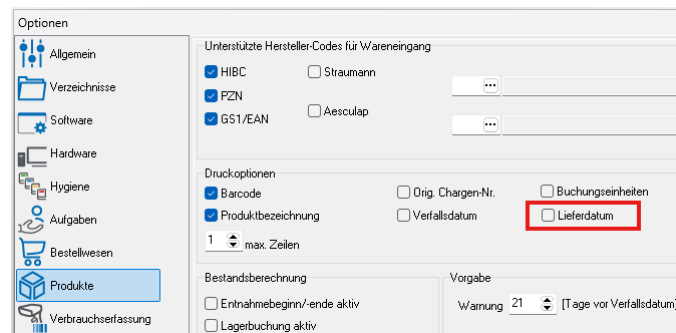 Optionen
Allgemein
Verzeichnisse
Software
Hardware
Hygiene
Aufgaben
Bestellwesen
Produkte
Verbrauchserfassung
Unterstützte Hersteller-Codes für Wareneingang
HIBC
Straumann
...
PZN
Aesculap
GS1/EAN
...
Druckoptionen
Barcode
Orig. Chargen-Nr.
Buchungseinheiten
Produktbezeichnung
Verfallsdatum
Lieferdatum
1 max. Zeilen
Bestandsberechnung
Entnahmebeginn/-ende aktiv
Lagerbuchung aktiv
Vorgabe
Warnung 21 [Tage vor Verfallsdatum]